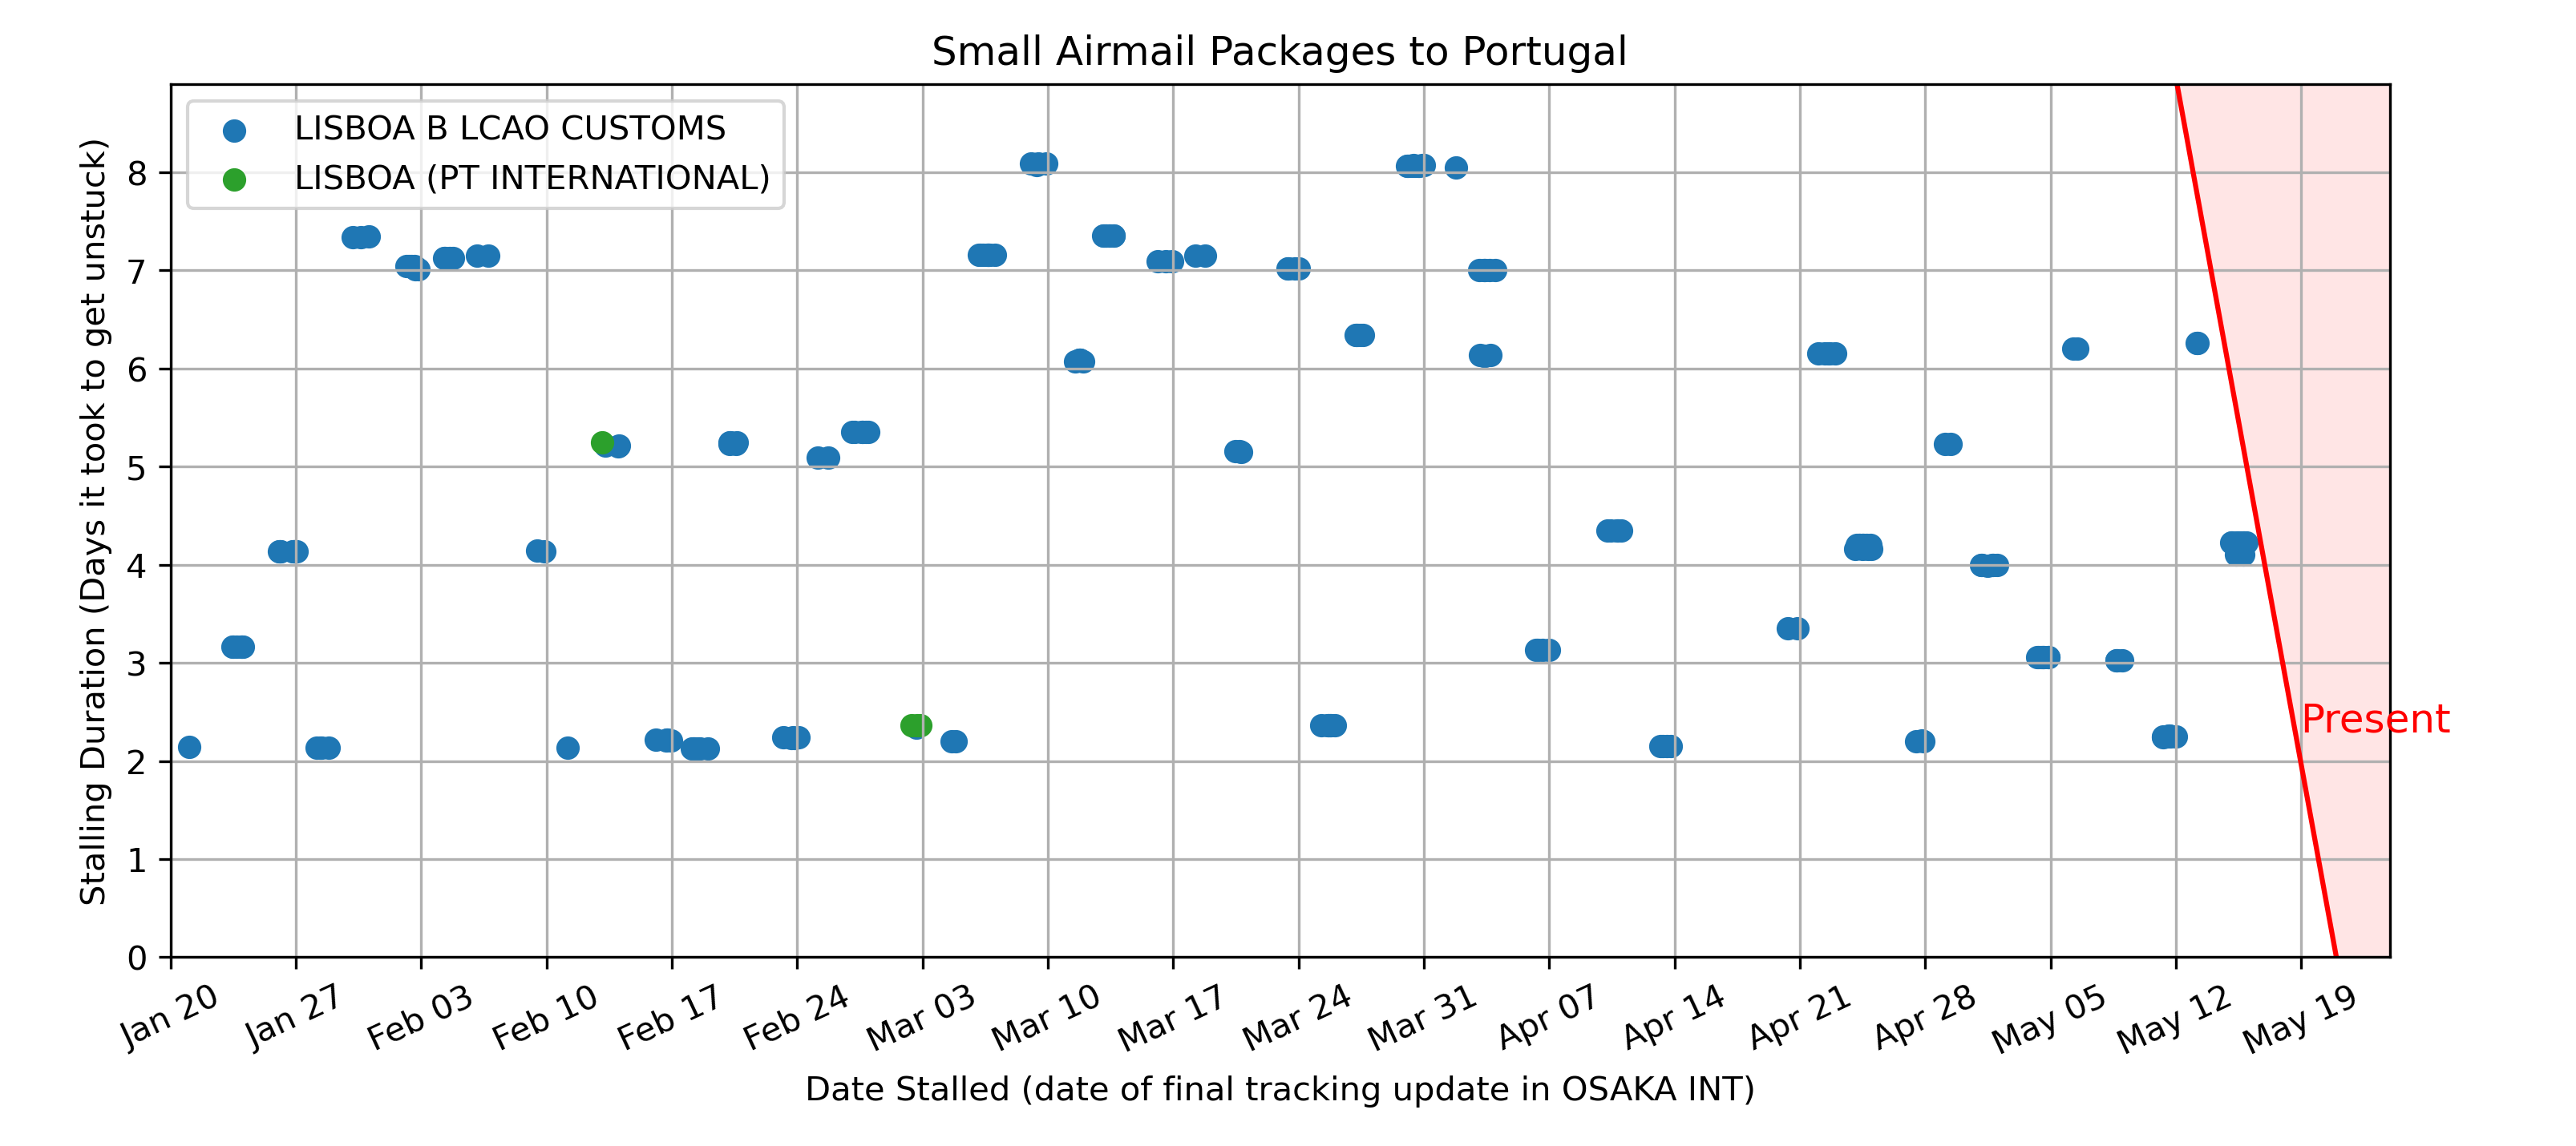 Small Airmail Packages to Portugal
LISBOA B LCAO CUSTOMS
LISBOA (PT INTERNATIONAL)
Stalling Duration (Days it took to get unstuck)
8
7
6
5
4
3
2
1
0
Present
Jan 20
Jan 27
Feb 03
Feb 10
Feb 17
Feb 24
Mar 03
Mar 10
Mar 17
Mar 24
Mar 31
Apr 07
Apr 14
Apr 21
Apr 28
May 05
May 12
May 19
Date Stalled (date of final tracking update in OSAKA INT)